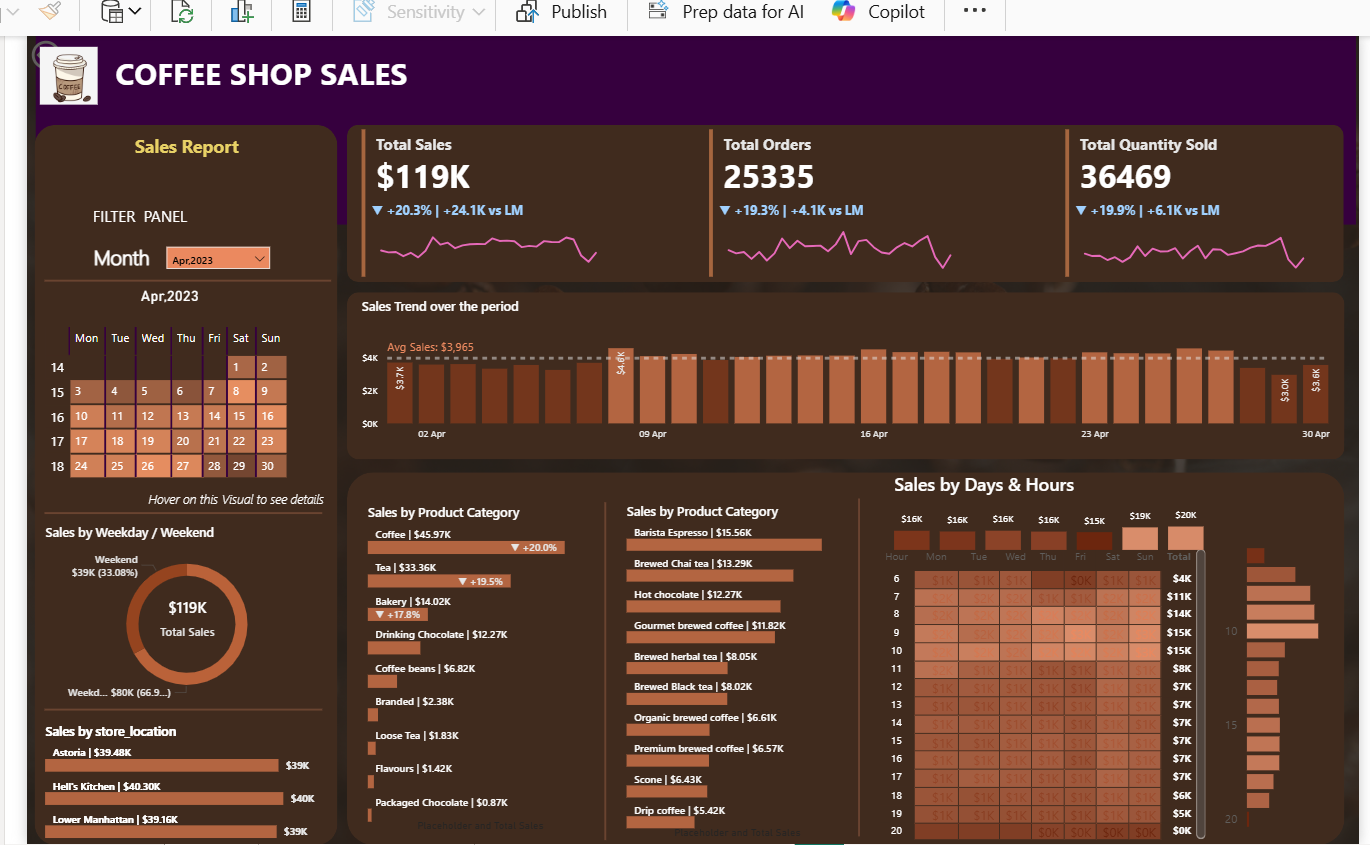 Sensitivity
Publish
Prep data for AI
Copilot
COFFEE
COFFEE SHOP SALES
Sales Report
FILTER PANEL
Month
Apr,2023
Apr,2023
Mon Tue Wed Thu Fri Sat Sun
14 1 2
15 3 4 5 6 7 8 9
16 10 11 12 13 14 15 16
17 17 18 19 20 21 22 23
18 24 25 26 27 28 29 30
Hover on this Visual to see details
Sales by Weekday / Weekend
Weekend
$39K (33.08%)
$119K
Total Sales
Weekd... $80K (66.9...)
Sales by store_location
Astoria | $39.48K
$39K
Hell's Kitchen | $40.30K
$40K
Lower Manhattan | $39.16K
$39K
Total Sales
$119K
▼ +20.3% | +24.1K vs LM
Total Orders
25335
▼ +19.3% | +4.1K vs LM
Total Quantity Sold
36469
▼ +19.9% | +6.1K vs LM
Sales Trend over the period
Avg Sales: $3,965
$4K
$2K
$0K
$3.7K
$4.6K
$3.0K
$3.6K
02 Apr 09 Apr 16 Apr 23 Apr 30 Apr
Sales by Product Category
Coffee | $45.97K
▼ +20.0%
Tea | $33.36K
▼ +19.5%
Bakery | $14.02K
▼ +17.8%
Drinking Chocolate | $12.27K
Coffee beans | $6.82K
Branded | $2.38K
Loose Tea | $1.83K
Flavours | $1.42K
Packaged Chocolate | $0.87K
Placeholder and Total Sales
Sales by Product Category
Barista Espresso | $15.56K
Brewed Chai tea | $13.29K
Hot chocolate | $12.27K
Gourmet brewed coffee | $11.82K
Brewed herbal tea | $8.05K
Brewed Black tea | $8.02K
Organic brewed coffee | $6.61K
Premium brewed coffee | $6.57K
Scone | $6.43K
Drip coffee | $5.42K
Placeholder and Total Sales
Sales by Days & Hours
$16K $16K $16K $16K $15K $19K $20K
Hour Mon Tue Wed Thu Fri Sat Sun Total
6 $1K $1K $1K $0K $1K $1K $4K
7 $11K
8 $14K
9 $15K
10 $15K
11 $1K $1K $1K $1K $8K
12 $1K $1K $1K $1K $1K $1K $1K $7K
13 $1K $1K $1K $1K $1K $1K $1K $7K
14 $1K $1K $1K $1K $1K $1K $1K $7K
15 $1K $1K $1K $1K $1K $1K $1K $7K
16 $1K $1K $1K $1K $1K $1K $1K $7K
17 $1K $1K $1K $1K $1K $1K $1K $7K
18 $1K $1K $1K $1K $1K $1K $1K $6K
19 $1K $1K $1K $1K $1K $1K $1K $5K
20 $0K $0K $0K $0K $0K
10
15
20